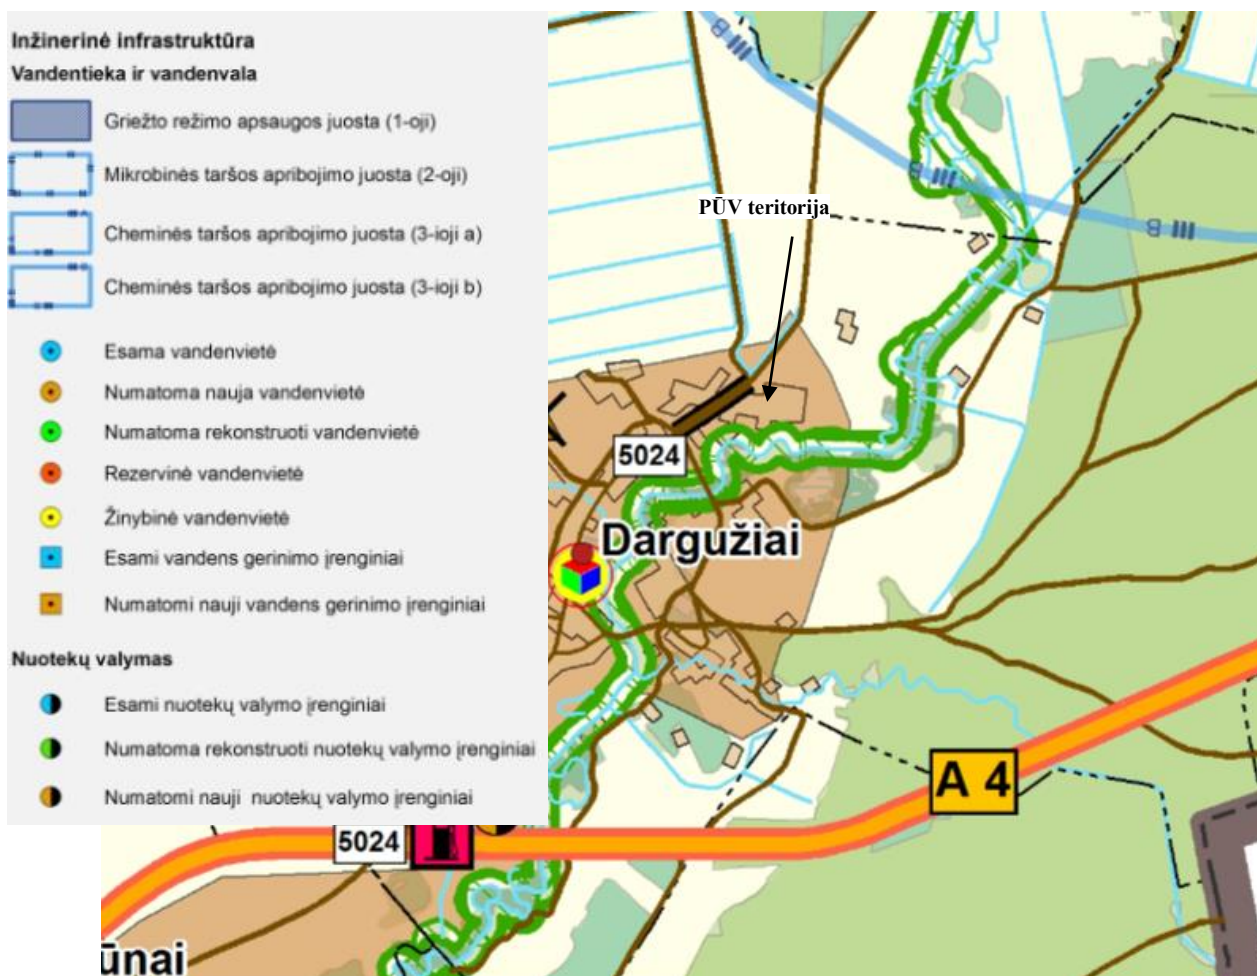 Inžinerinė infrastruktūra
Vandentieka ir vandenvala
Griežto režimo apsaugos juosta (1-oji)
Mikrobinės taršos apribojimo juosta (2-oji)
Cheminės taršos apribojimo juosta (3-ioji a)
Cheminės taršos apribojimo juosta (3-ioji b)
Esama vandenvietė
Numatoma nauja vandenvietė
Numatoma rekonstruoti vandenvietė
Rezervinė vandenvietė
Žinybinė vandenvietė
Esami vandens gerinimo įrenginiai
Numatomi nauji vandens gerinimo įrenginiai
Nuotekų valymas
Esami nuotekų valymo įrenginiai
Numatoma rekonstruoti nuotekų valymo įrenginiai
Numatomi nauji nuotekų valymo įrenginiai
B
B
B
PŪV teritorija
5024
Dargužiai
A 4
5024
ūnai